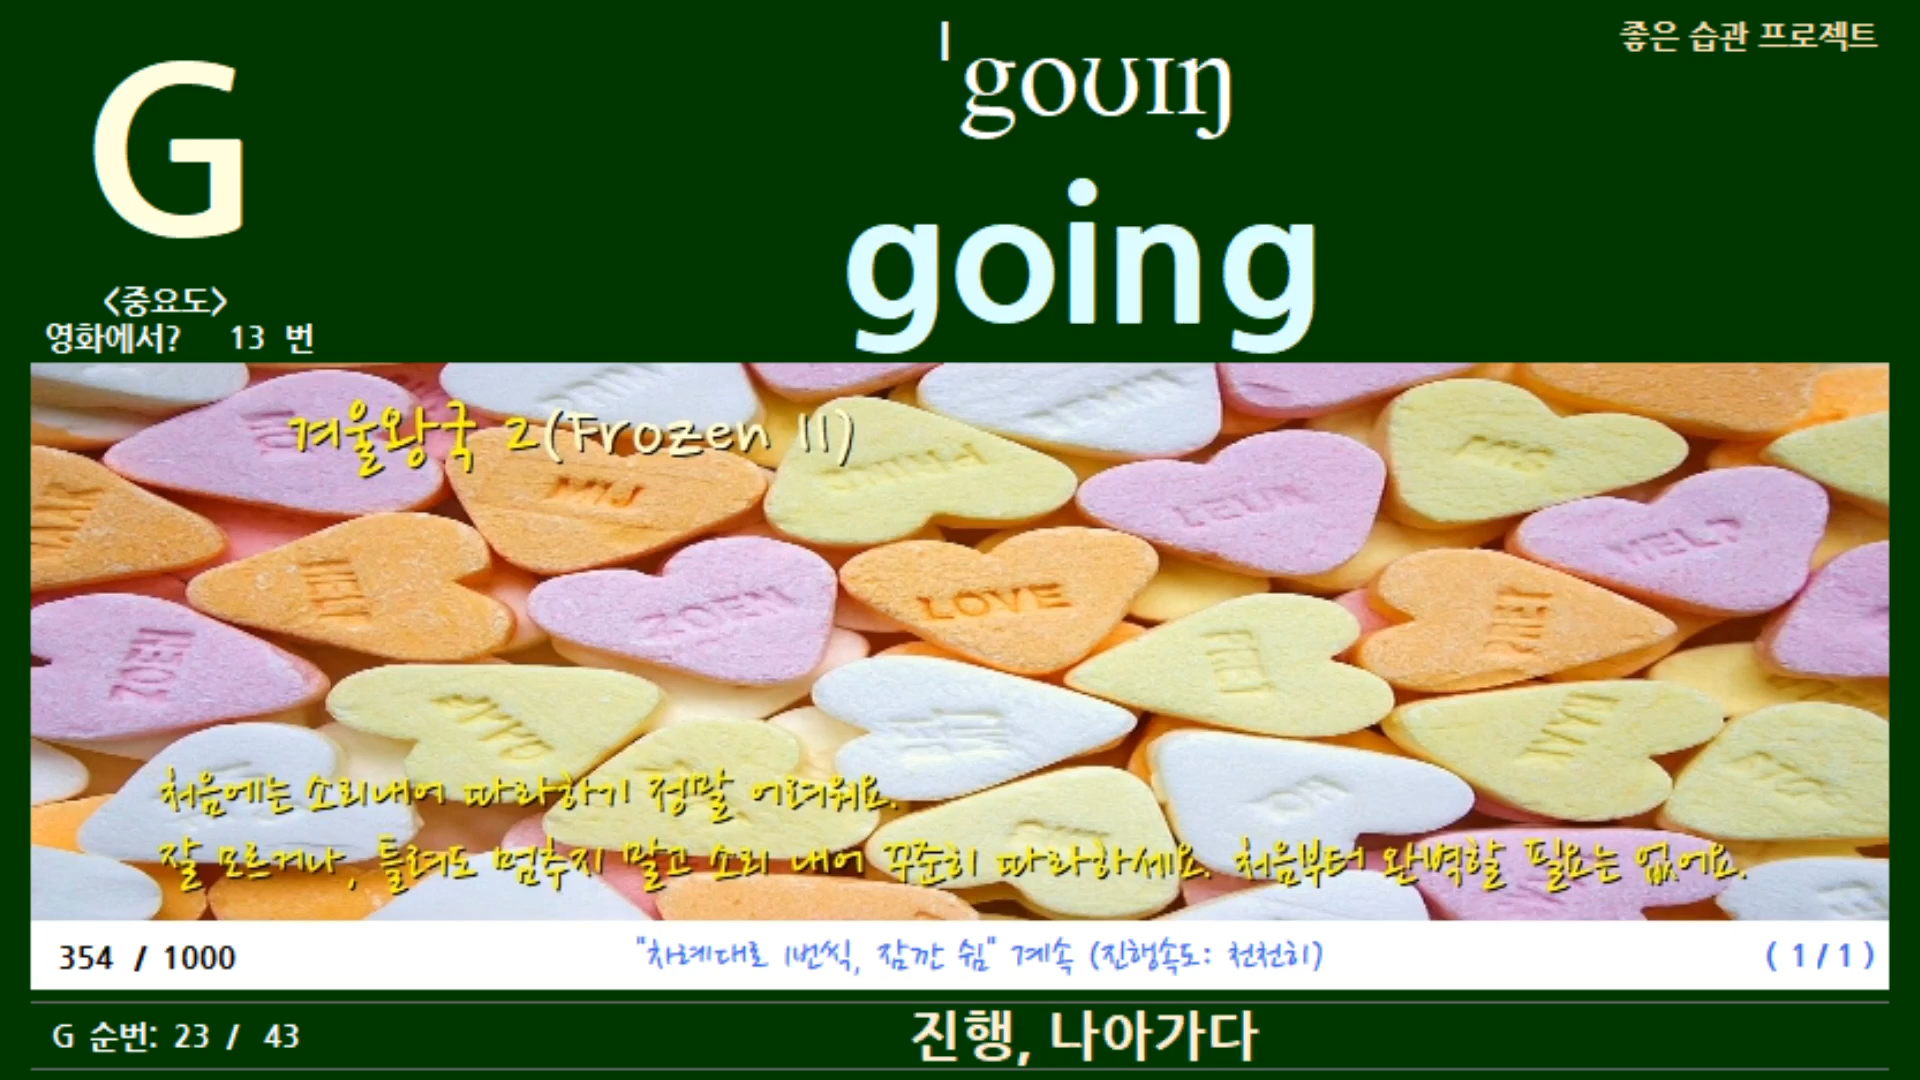 좋은 습관 프로젝트
G
ˈgoʊɪŋ
going
<중요도>
영화에서? 13 번
겨울왕국 2(Frozen II)
MIJ
LEUK
HELP
ZOEN
LOVE
처음에는 소리내어 따라하기 정말 어려워요.
잘 모르거나, 틀려도 멈추지 말고 소리 내어 꾸준히 따라하세요. 처음부터 완벽할 필요는 없어요.
354 / 1000
"차례대로 1번씩, 잠깐 쉼" 계속 (진행속도: 천천히)
( 1 / 1 )
G 순번: 23 / 43
진행, 나아가다